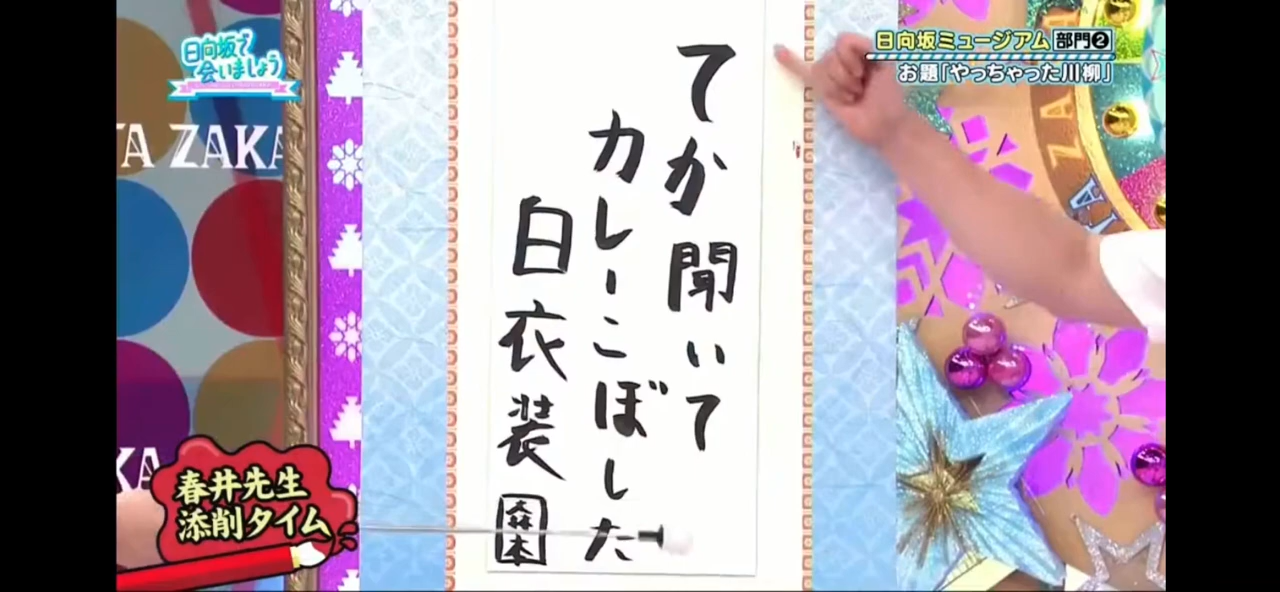 日向坂で
会いましょう
日向坂ミュージアム 部門❷
お題「やっちゃった川柳」
TA ZAKA
ZA
KA
てか聞いて
カレーこぼした
白衣装
春井先生
添削タイム